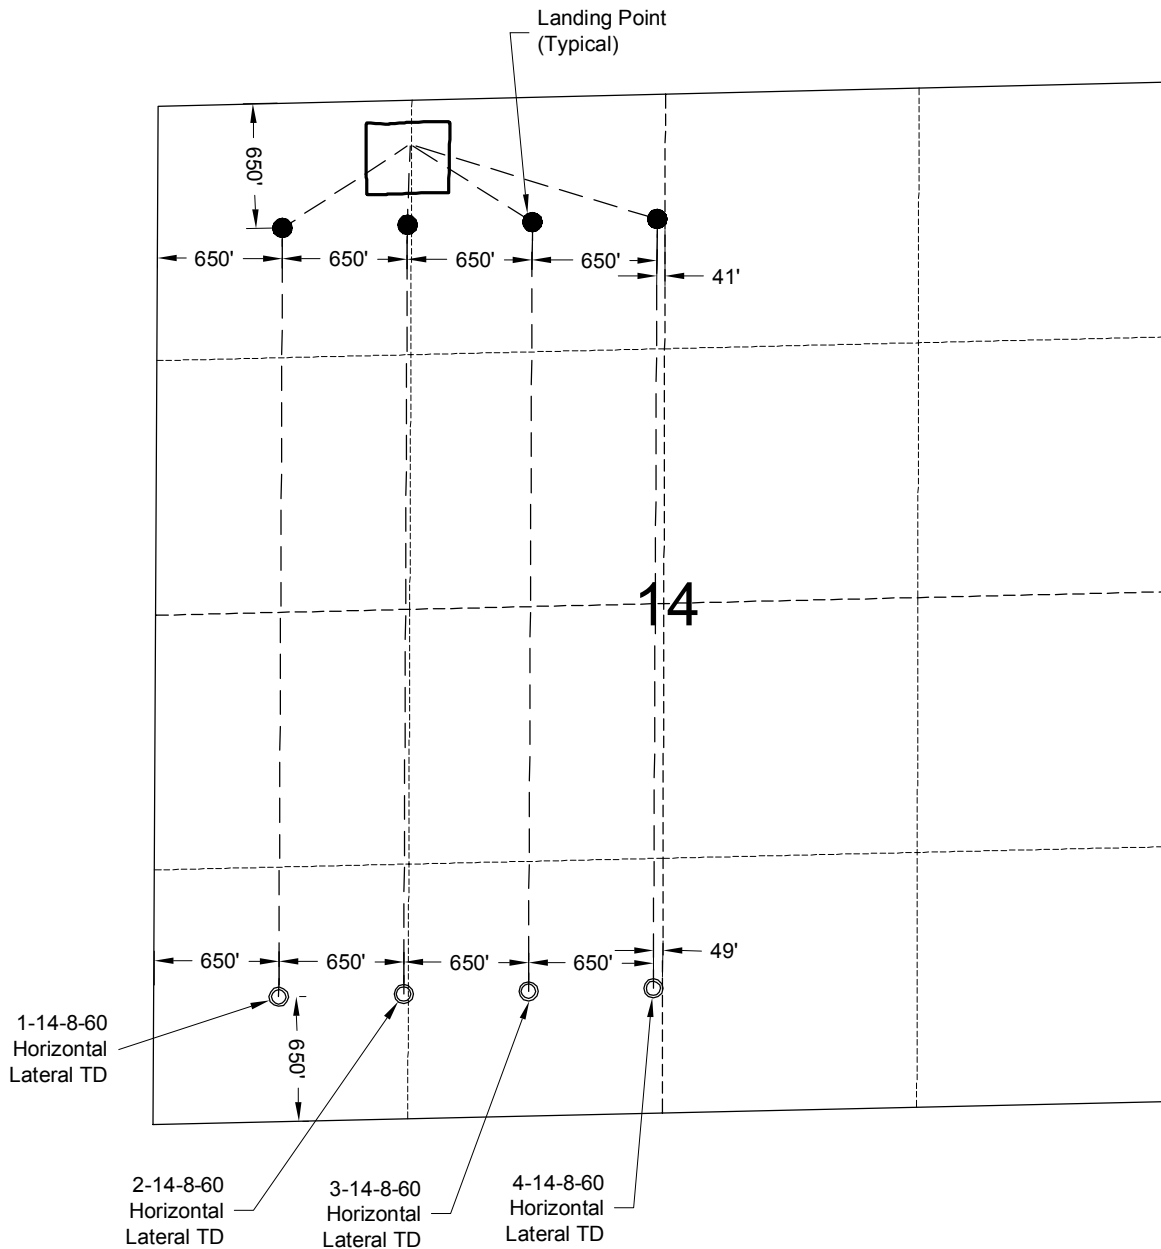 Landing Point
(Typical)
650'
650'
650'
650'
650'
41'
14
650'
650'
650'
650'
49'
650'
1-14-8-60
Horizontal
Lateral TD
2-14-8-60
Horizontal
Lateral TD
3-14-8-60
Horizontal
Lateral TD
4-14-8-60
Horizontal
Lateral TD